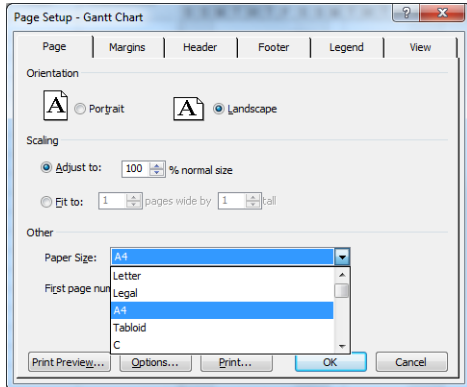 Page Setup - Gantt Chart
Page Margins Header Footer Legend View
Orientation
A Portrait A Landscape
Scaling
Adjust to: 100 % normal size
Fit to: 1 pages wide by 1 tall
Other
Paper Size: A4
Letter
First page num
Legal
A4
Tabloid
C
Print Preview... Options... Print... OK Cancel